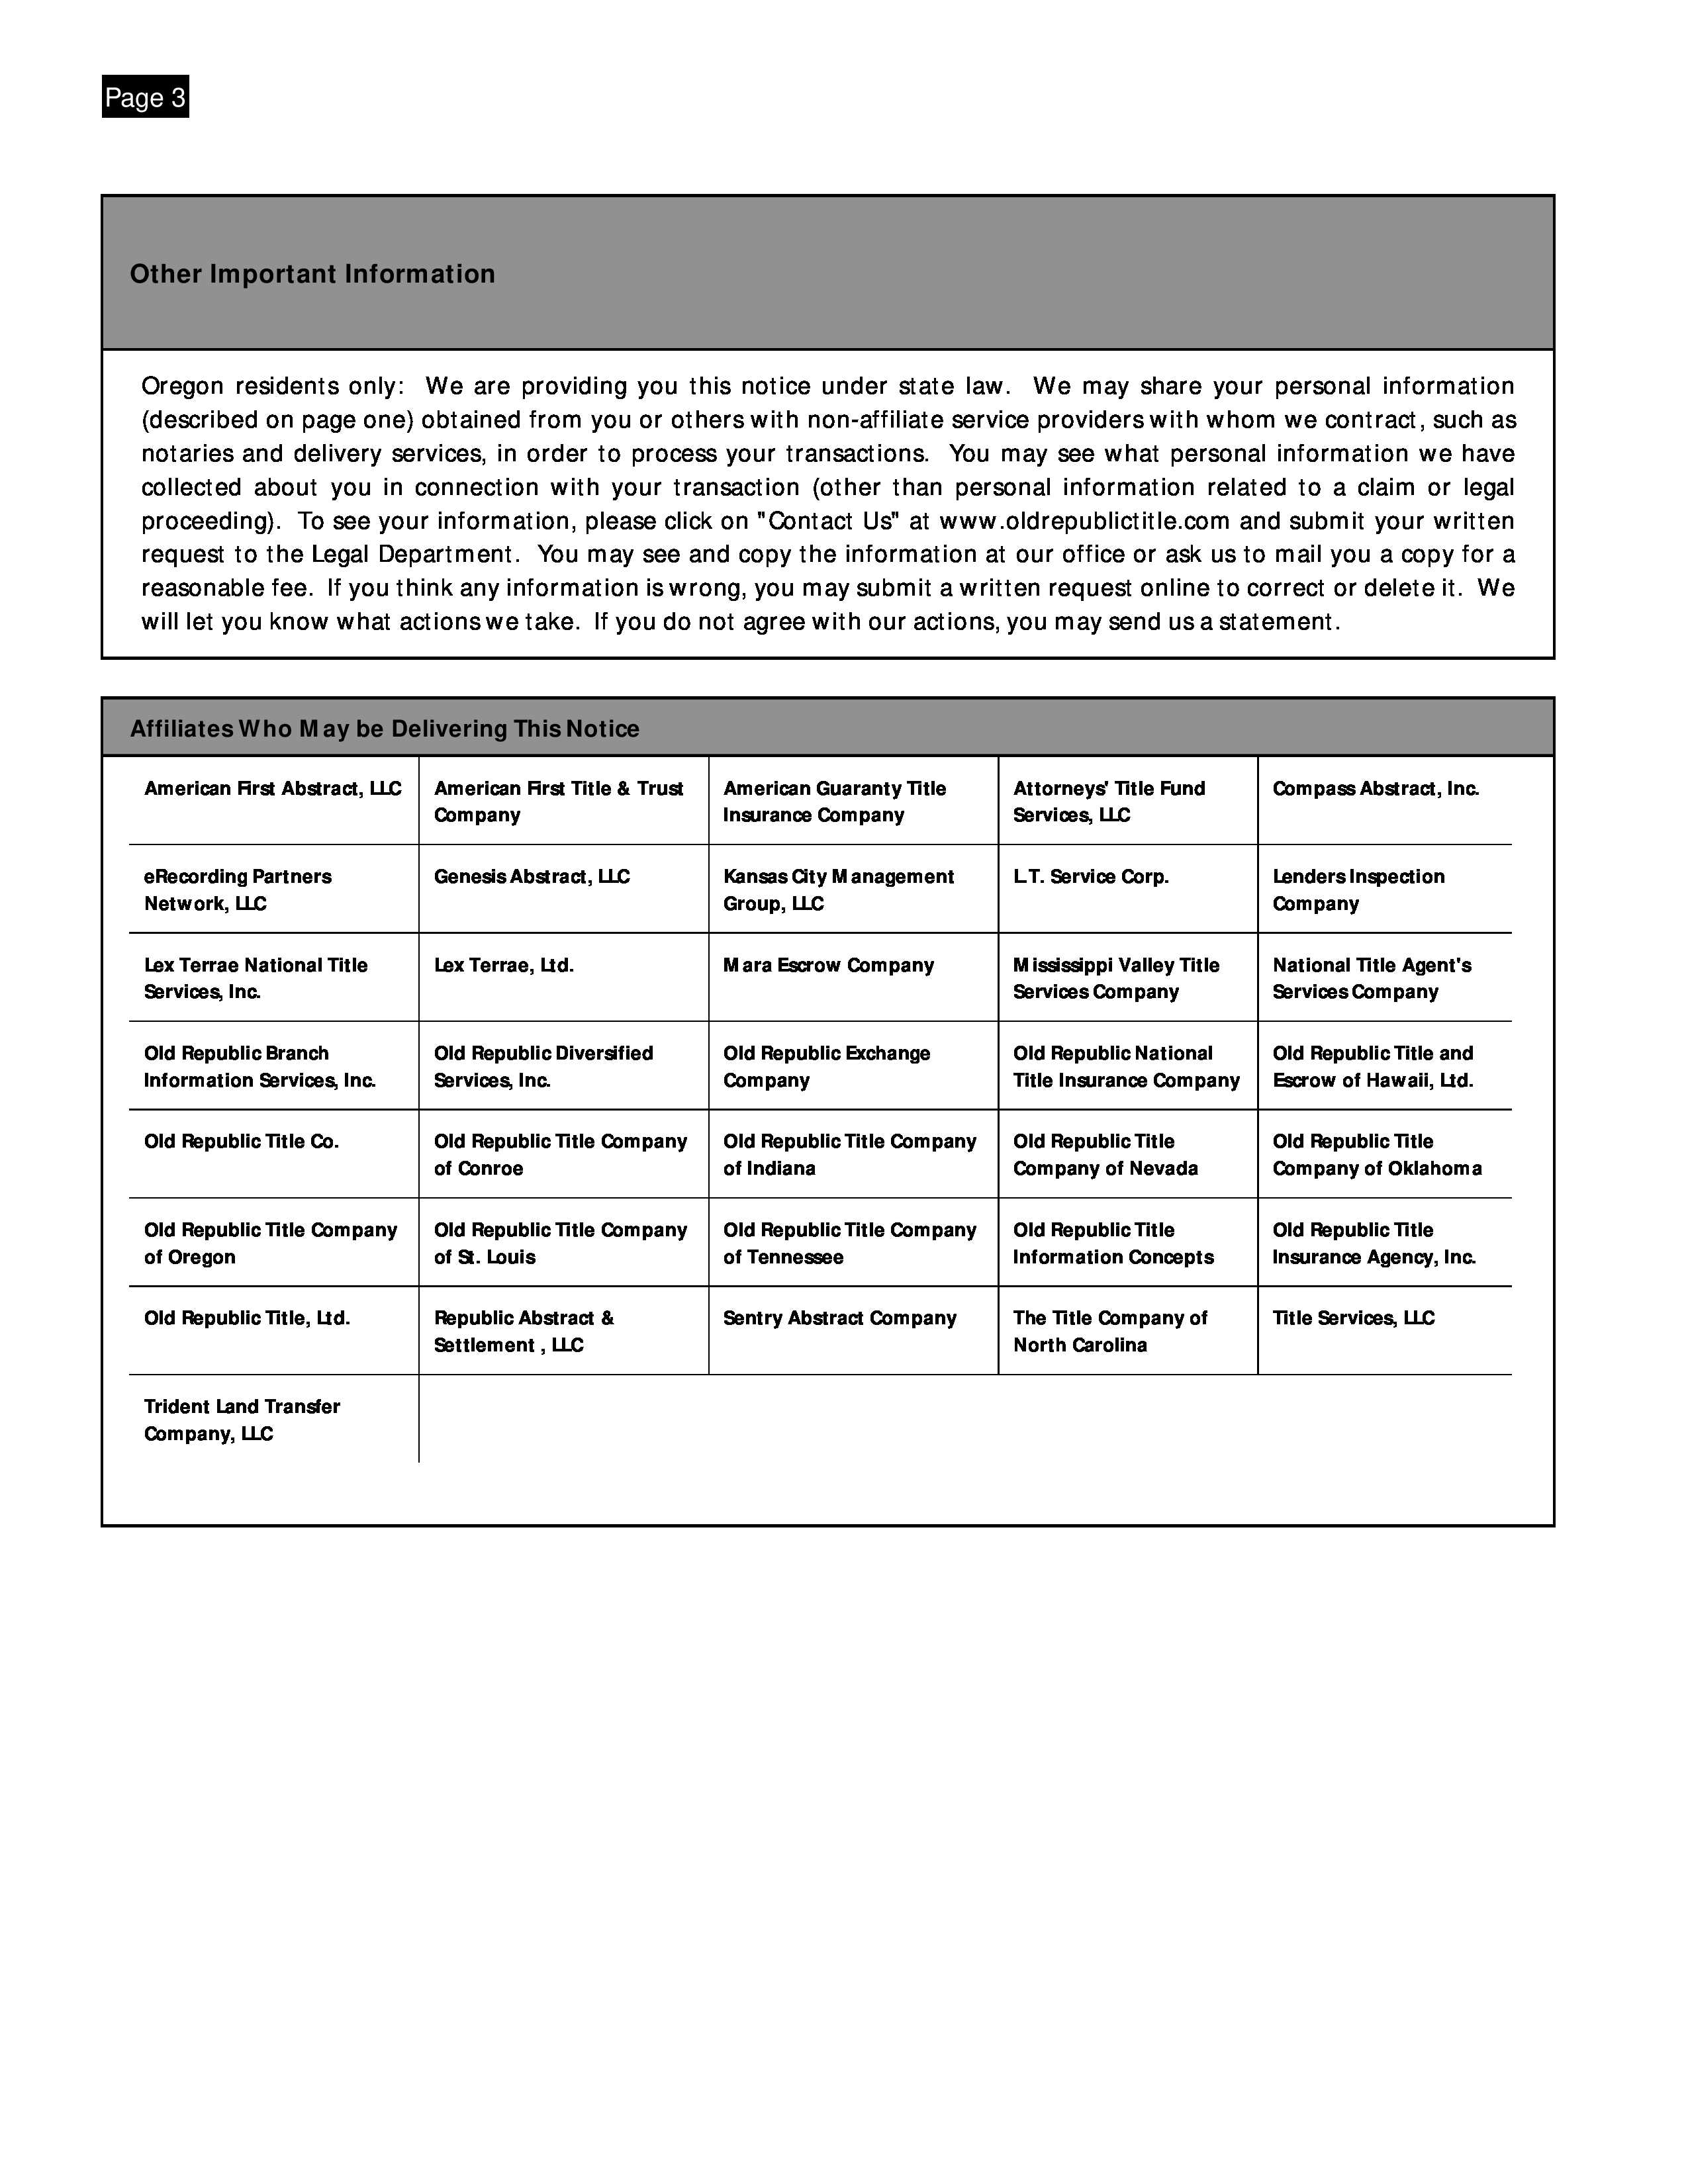 Page 3
Other Important Information
Oregon residents only: We are providing you this notice under state law. We may share your personal information
(described on page one) obtained from you or others with non-affiliate service providers with whom we contract, such as
notaries and delivery services, in order to process your transactions. You may see what personal information we have
collected about you in connection with your transaction (other than personal information related to a claim or legal
proceeding). To see your information, please click on "Contact Us" at www.oldrepublictitle.com and submit your written
request to the Legal Department. You may see and copy the information at our office or ask us to mail you a copy for a
reasonable fee. If you think any information is wrong, you may submit a written request online to correct or delete it. We
will let you know what actions we take. If you do not agree with our actions, you may send us a statement.
Affiliates Who May be Delivering This Notice
American First Abstract, LLC
American First Title & Trust
Company
American Guaranty Title
Insurance Company
Attorneys' Title Fund
Services, LLC
Compass Abstract, Inc.
eRecording Partners
Network, LLC
Genesis Abstract, LLC
Kansas City Management
Group, LLC
L.T. Service Corp.
Lenders Inspection
Company
Lex Terrae National Title
Services, Inc.
Lex Terrae, Ltd.
Mara Escrow Company
Mississippi Valley Title
Services Company
National Title Agent's
Services Company
Old Republic Branch
Information Services, Inc.
Old Republic Diversified
Services, Inc.
Old Republic Exchange
Company
Old Republic National
Title Insurance Company
Old Republic Title and
Escrow of Hawaii, Ltd.
Old Republic Title Co.
Old Republic Title Company
of Conroe
Old Republic Title Company
of Indiana
Old Republic Title
Company of Nevada
Old Republic Title
Company of Oklahoma
Old Republic Title Company
of Oregon
Old Republic Title Company
of St. Louis
Old Republic Title Company
of Tennessee
Old Republic Title
Information Concepts
Old Republic Title
Insurance Agency, Inc.
Old Republic Title, Ltd.
Republic Abstract &
Settlement , LLC
Sentry Abstract Company
The Title Company of
North Carolina
Title Services, LLC
Trident Land Transfer
Company, LLC